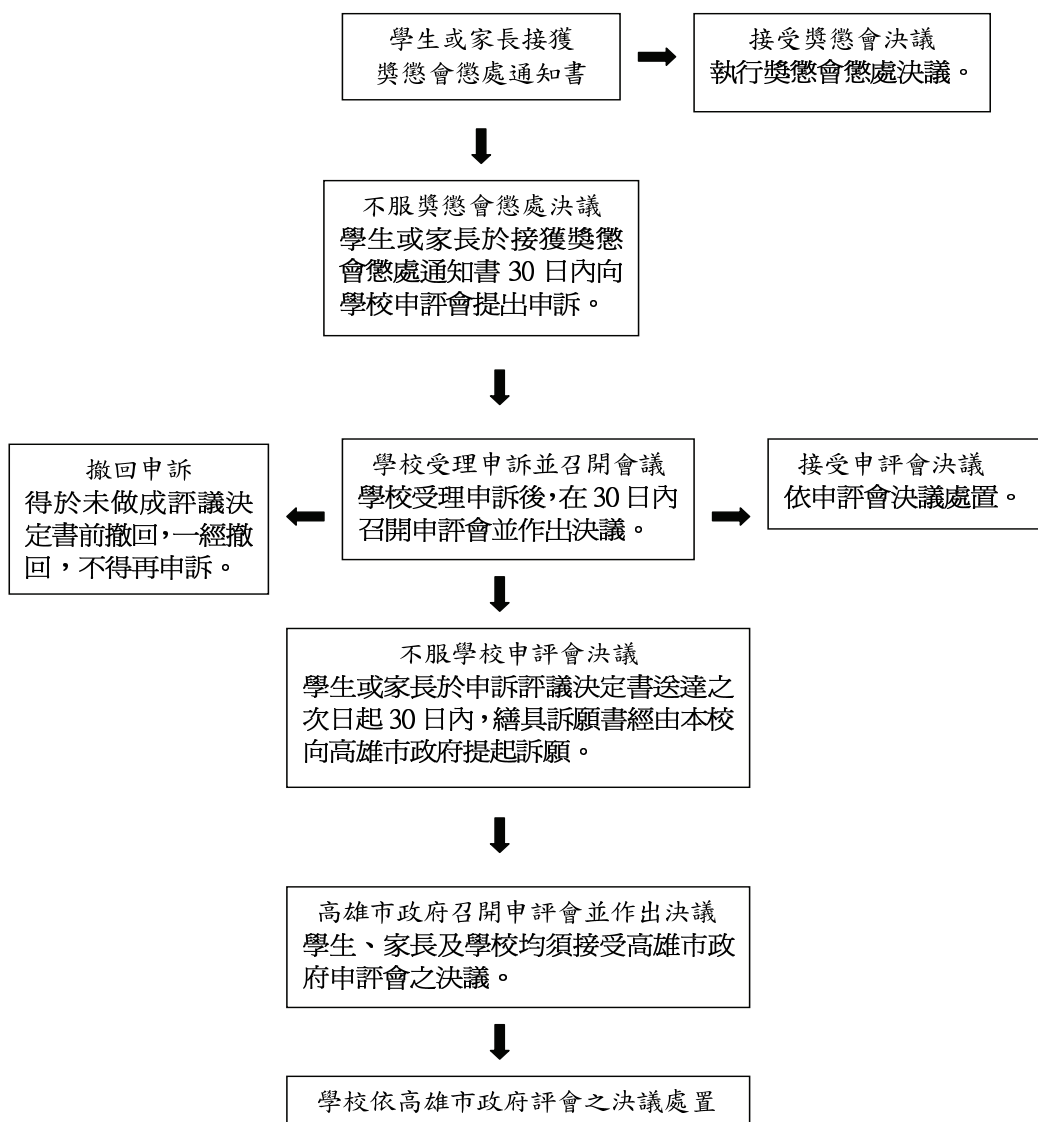 學生或家長接獲
獎懲會懲處通知書
接受獎懲會決議
執行獎懲會懲處決議。
不服獎懲會懲處決議
學生或家長於接獲獎懲
會懲處通知書 30 日內向
學校申評會提出申訴。
撤回申訴
得於未做成評議決
定書前撤回，一經撤
回，不得再申訴。
學校受理申訴並召開會議
學校受理申訴後，在 30 日內
召開申評會並作出決議。
接受申評會決議
依申評會決議處置。
不服學校申評會決議
學生或家長於申訴評議決定書送達之
次日起 30 日內，繕具訴願書經由本校
向高雄市政府提起訴願。
高雄市政府召開申評會並作出決議
學生、家長及學校均須接受高雄市政
府申評會之決議。
學校依高雄市政府評會之決議處置